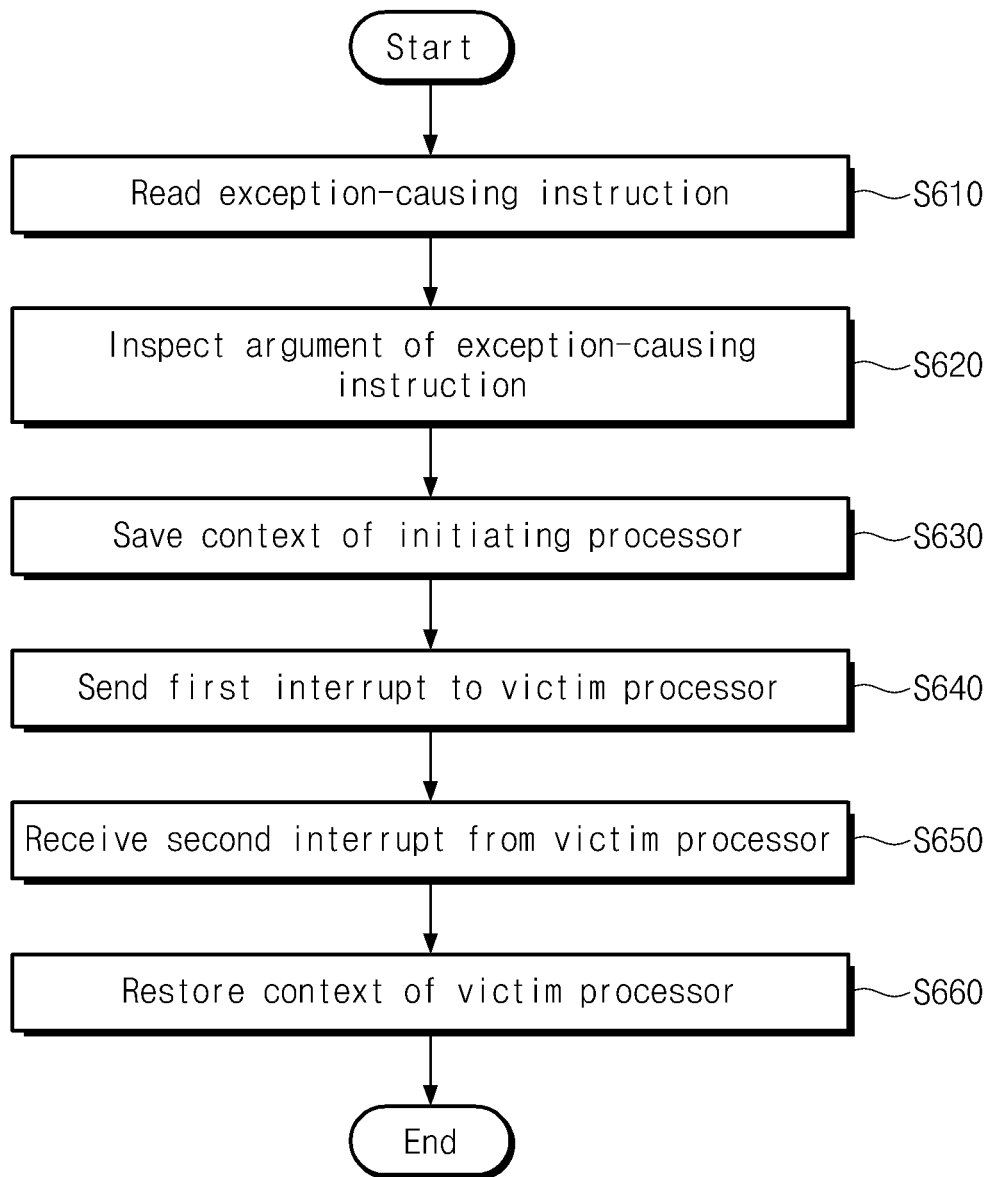 Start
Read exception-causing instruction
S610
Inspect argument of exception-causing
instruction
S620
Save context of initiating processor
S630
Send first interrupt to victim processor
S640
Receive second interrupt from victim processor
S650
Restore context of victim processor
S660
End